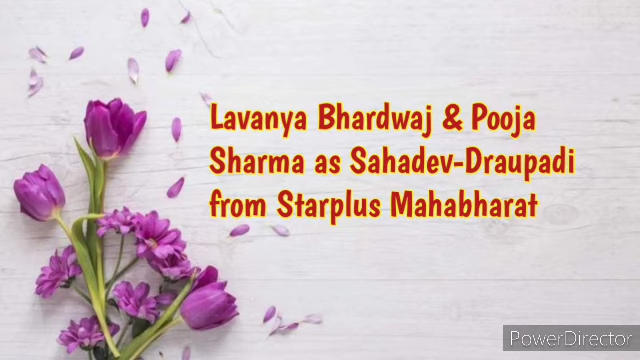 Lavanya Bhardwaj & Pooja
Sharma as Sahadev-Draupadi
from Starplus Mahabharat
PowerDirector